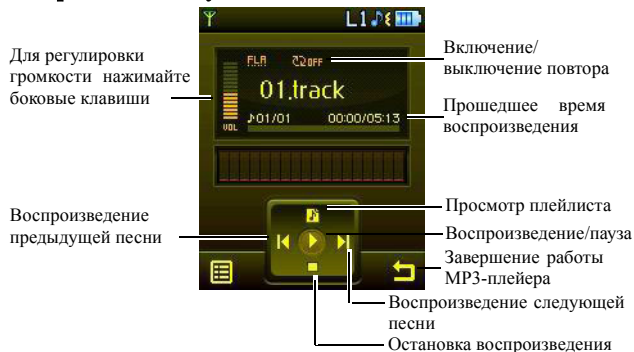 L1
Для регулировки
громкости нажимайте
боковые клавиши
FLA
OFF
Включение/
выключение повтора
01.track
VOL
01/01
00:00/05:13
Прошедшее время
воспроизведения
Просмотр плейлиста
Воспроизведение
предыдущей песни
Воспроизведение/пауза
Завершение работы
MP3-плейера
Воспроизведение следующей
песни
Остановка воспроизведения